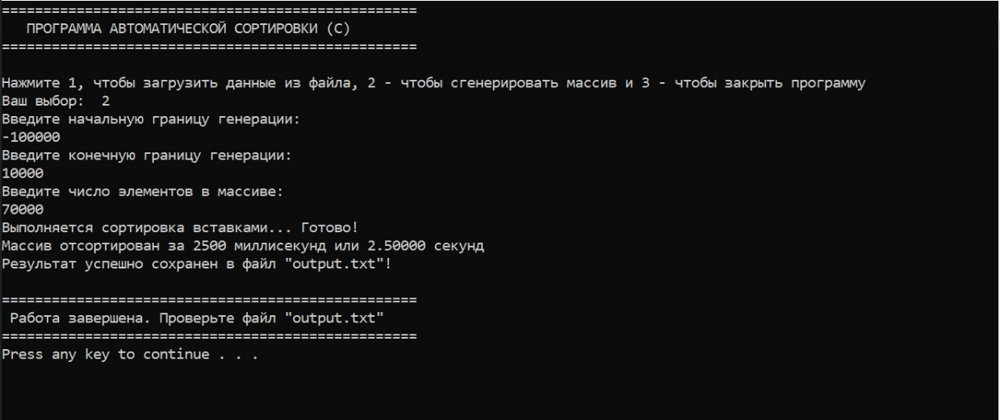 ==================================================
ПРОГРАММА АВТОМАТИЧЕСКОЙ СОРТИРОВКИ (C)
==================================================
Нажмите 1, чтобы загрузить данные из файла, 2 - чтобы сгенерировать массив и 3 - чтобы закрыть программу
Ваш выбор:  2
Введите начальную границу генерации:
-100000
Введите конечную границу генерации:
10000
Введите число элементов в массиве:
70000
Выполняется сортировка вставками... Готово!
Массив отсортирован за 2500 миллисекунд или 2.50000 секунд
Результат успешно сохранен в файл "output.txt"!
==================================================
Работа завершена. Проверьте файл "output.txt"
==================================================
Press any key to continue . . .